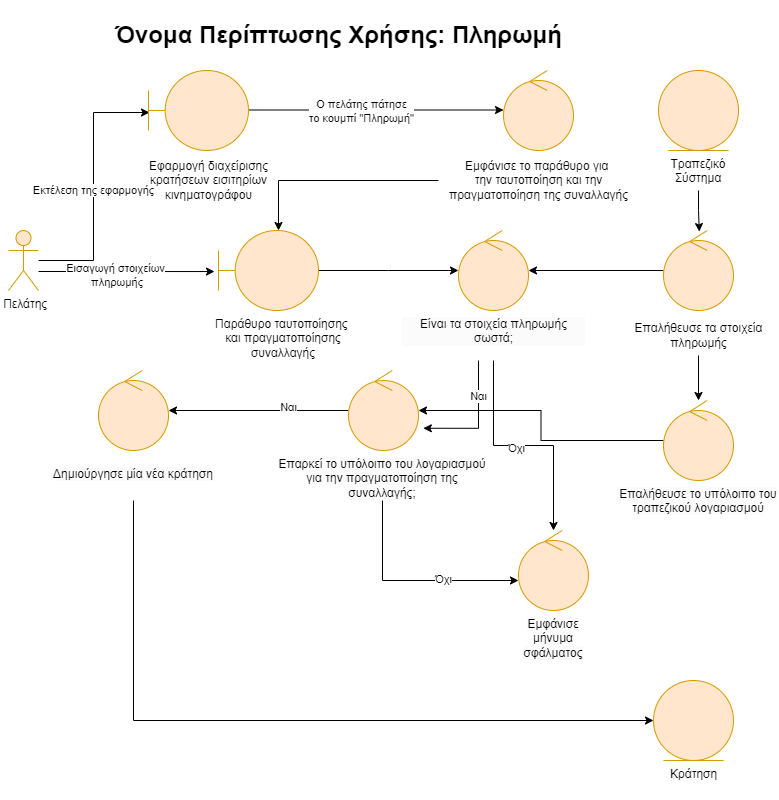 Όνομα Περίπτωσης Χρήσης: Πληρωμή
Ο πελάτης πάτησε
το κουμπί "Πληρωμή"
Εφαρμογή διαχείρισης
κρατήσεων εισιτηρίων
κινηματογράφου
Εμφάνισε το παράθυρο για
την ταυτοποίηση και την
πραγματοποίηση της συναλλαγής
Τραπεζικό
Σύστημα
Εκτέλεση της εφαρμογής
Εισαγωγή στοιχείων
πληρωμής
Πελάτης
Παράθυρο ταυτοποίησης
και πραγματοποίησης
συναλλαγής
Είναι τα στοιχεία πληρωμής
σωστά;
Επαλήθευσε τα στοιχεία
πληρωμής
Ναι
Ναι
Όχι
Δημιούργησε μία νέα κράτηση
Επαρκεί το υπόλοιπο του λογαριασμού
για την πραγματοποίηση της
συναλλαγής;
Επαλήθευσε το υπόλοιπο του
τραπεζικού λογαριασμού
Όχι
Εμφάνισε
μήνυμα
σφάλματος
Κράτηση